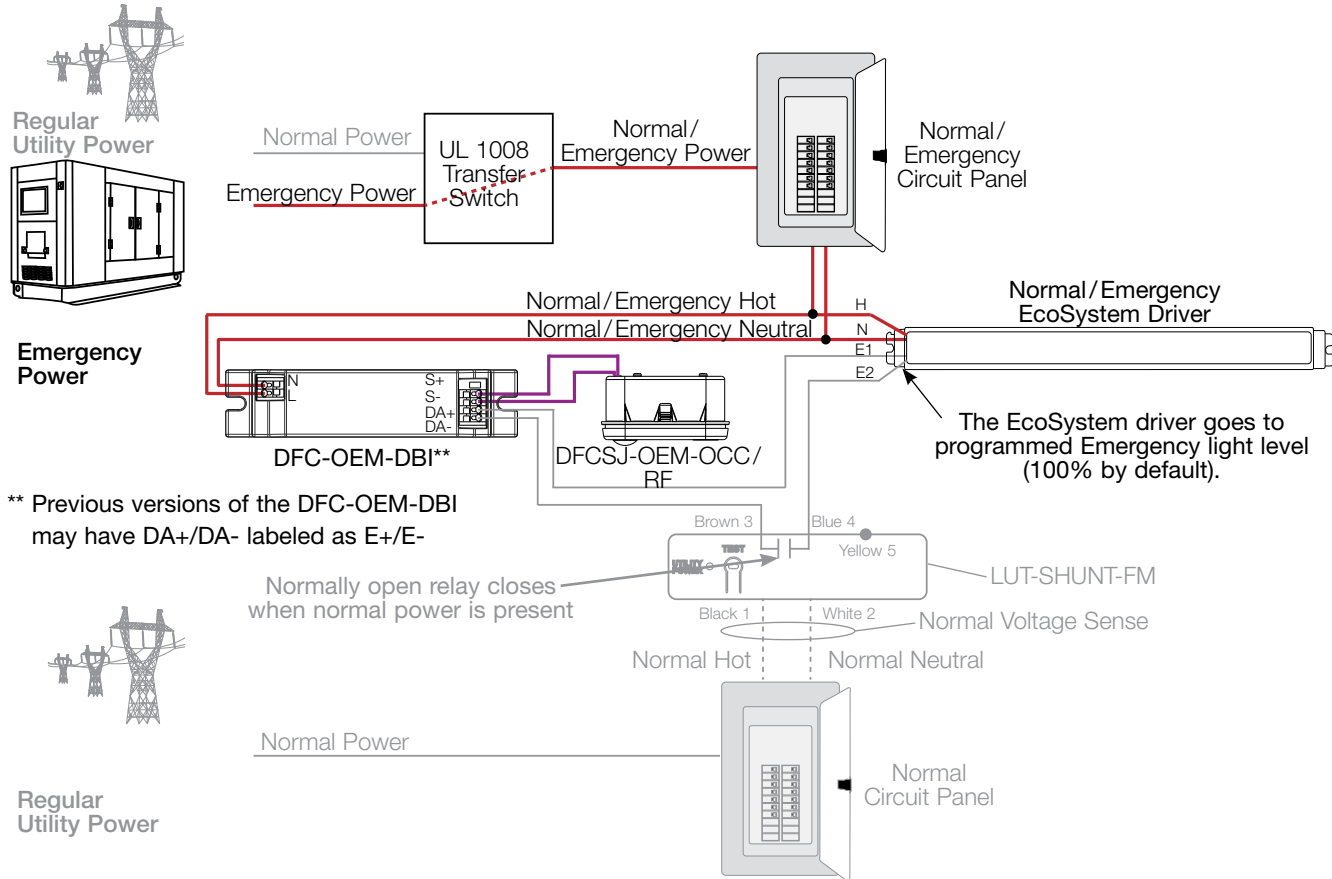 Regular
Utility Power
Normal Power
Emergency Power
UL 1008
Transfer
Switch
Normal/
Emergency Power
Normal/
Emergency
Circuit Panel
Normal/Emergency Hot
Normal/Emergency Neutral
H
N
E1
E2
Normal/Emergency
EcoSystem Driver
Emergency
Power
N
L
S+
S-
DA+
DA-
DFC-OEM-DBI**
DFCSJ-OEM-OCC/
RF
The EcoSystem driver goes to
programmed Emergency light level
(100% by default).
** Previous versions of the DFC-OEM-DBI
may have DA+/DA- labeled as E+/E-
Brown 3
Blue 4
Yellow 5
TEST
UTILITY
POWER
LUT-SHUNT-FM
Normally open relay closes
when normal power is present
Black 1
White 2
Normal Voltage Sense
Normal Hot
Normal Neutral
Normal Power
Normal
Circuit Panel
Regular
Utility Power